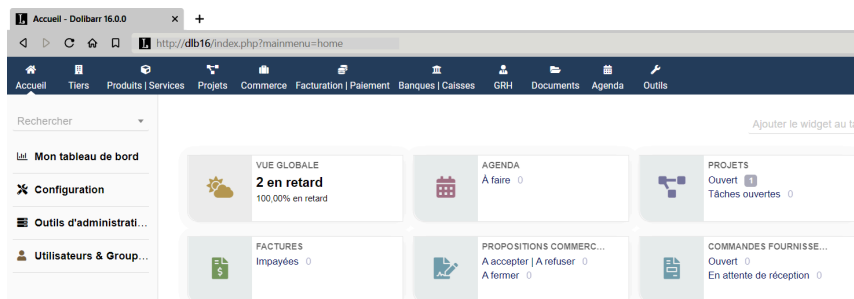 Accueil - Dolibarr 16.0.0
http://dlb16/index.php?mainmenu=home
Accueil Tiers Produits | Services Projets Commerce Facturation | Paiement Banques | Caisses GRH Documents Agenda Outils
Rechercher
Ajouter le widget au
Mon tableau de bord
Configuration
Outils d'administrati...
Utilisateurs & Group...
VUE GLOBALE
2 en retard
100,00% en retard
AGENDA
À faire 0
PROJETS
Ouvert 1
Tâches ouvertes 0
FACTURES
Impayées 0
PROPOSITIONS COMMERC...
A accepter | A refuser 0
A fermer 0
COMMANDES FOURNISSE...
Ouvert 0
En attente de réception 0